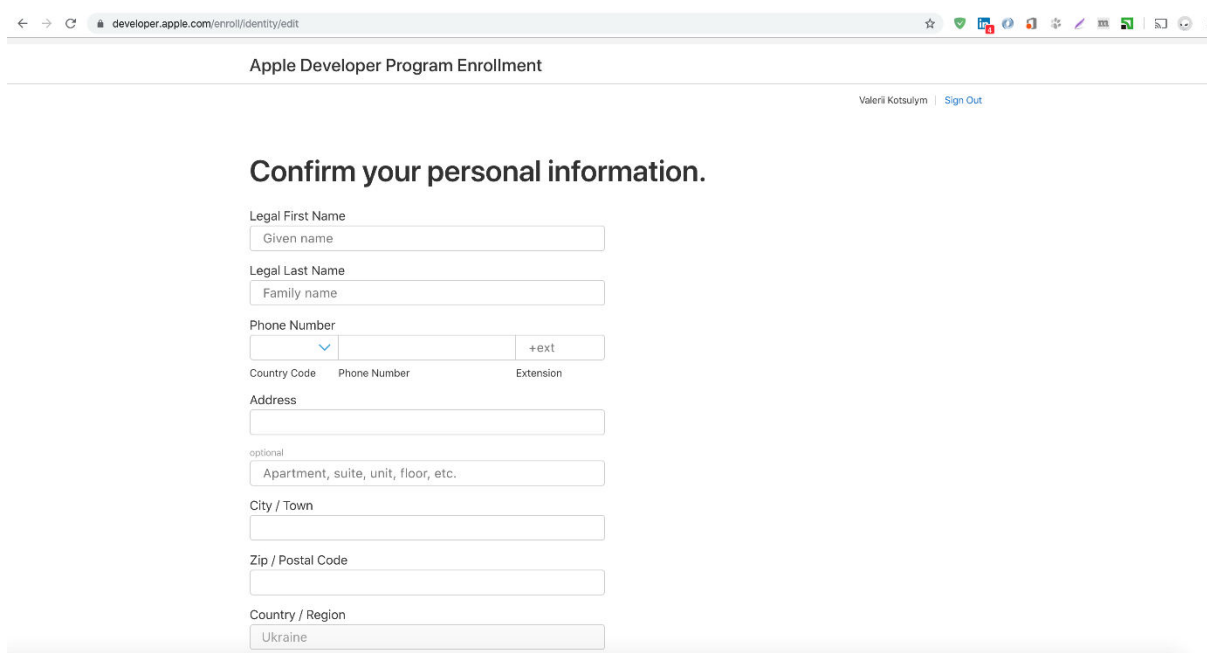 developer.apple.com/enroll/identity/edit
4
Apple Developer Program Enrollment
Valerii Kotsulym | Sign Out
Confirm your personal information.
Legal First Name
Given name
Legal Last Name
Family name
Phone Number
+ext
Country Code Phone Number Extension
Address
optional
Apartment, suite, unit, floor, etc.
City / Town
Zip / Postal Code
Country / Region
Ukraine